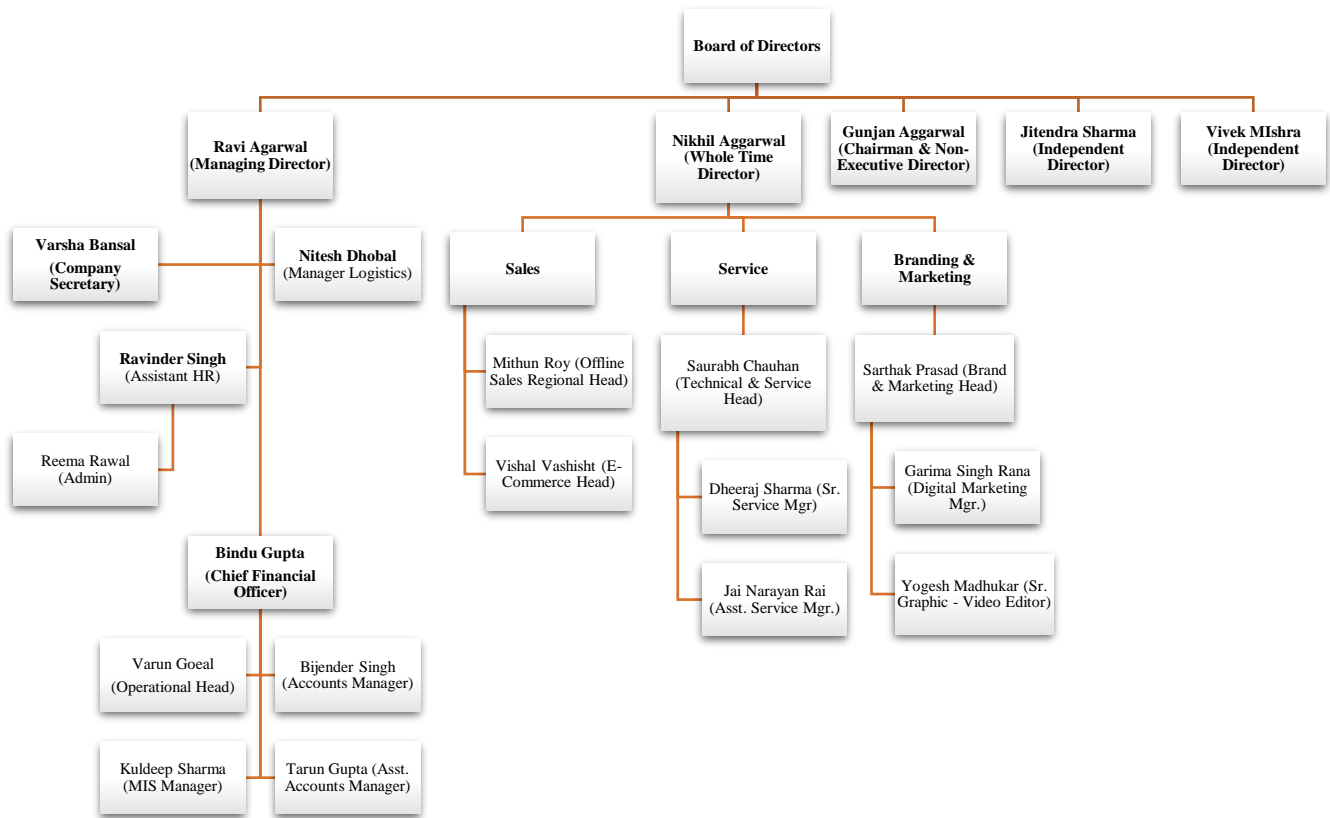 Board of Directors
Ravi Agarwal
(Managing Director)
Nikhil Aggarwal
(Whole Time
Director)
Gunjan Aggarwal
(Chairman & Non-
Executive Director)
Jitendra Sharma
(Independent
Director)
Vivek MIshra
(Independent
Director)
Varsha Bansal
(Company
Secretary)
Nitesh Dhobal
(Manager Logistics)
Sales
Service
Branding &
Marketing
Ravinder Singh
(Assistant HR)
Mithun Roy (Offline
Sales Regional Head)
Saurabh Chauhan
(Technical & Service
Head)
Sarthak Prasad (Brand
& Marketing Head)
Reema Rawal
(Admin)
Vishal Vashisht (E-
Commerce Head)
Dheeraj Sharma (Sr.
Service Mgr)
Garima Singh Rana
(Digital Marketing
Mgr.)
Bindu Gupta
(Chief Financial
Officer)
Jai Narayan Rai
(Asst. Service Mgr.)
Yogesh Madhukar (Sr.
Graphic - Video Editor)
Varun Goeal
(Operational Head)
Bijender Singh
(Accounts Manager)
Kuldeep Sharma
(MIS Manager)
Tarun Gupta (Asst.
Accounts Manager)